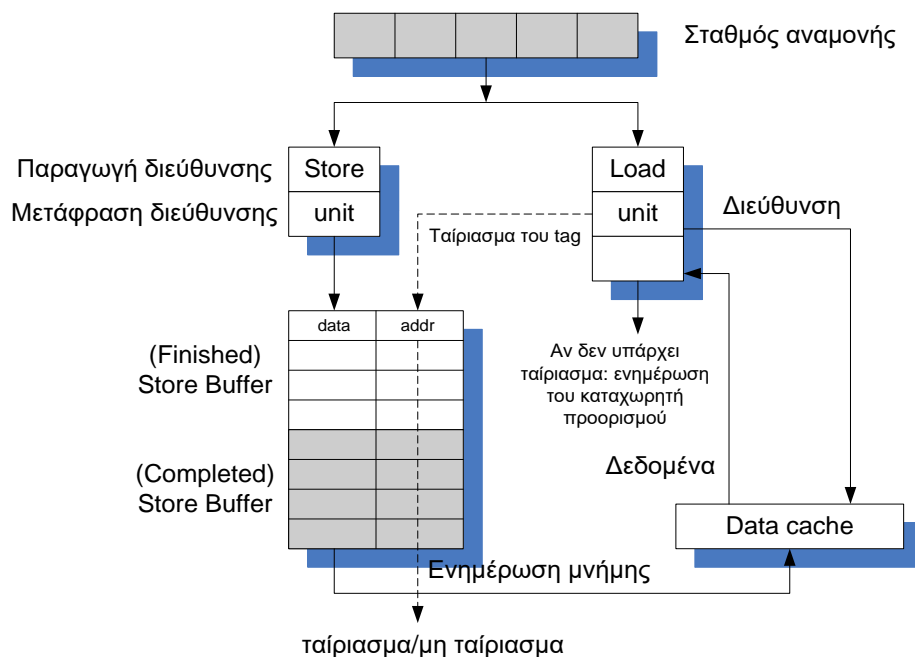 Σταθμός αναμονής
Παραγωγή διεύθυνσης
Store
Load
Μετάφραση διεύθυνσης
unit
unit
Διεύθυνση
Ταίριασμα του tag
data
addr
(Finished)
Store Buffer
Αν δεν υπάρχει
ταίριασμα: ενημέρωση
του καταχωρητή
προορισμού
(Completed)
Store Buffer
Δεδομένα
Data cache
Ενημέρωση μνήμης
ταίριασμα/μη ταίριασμα